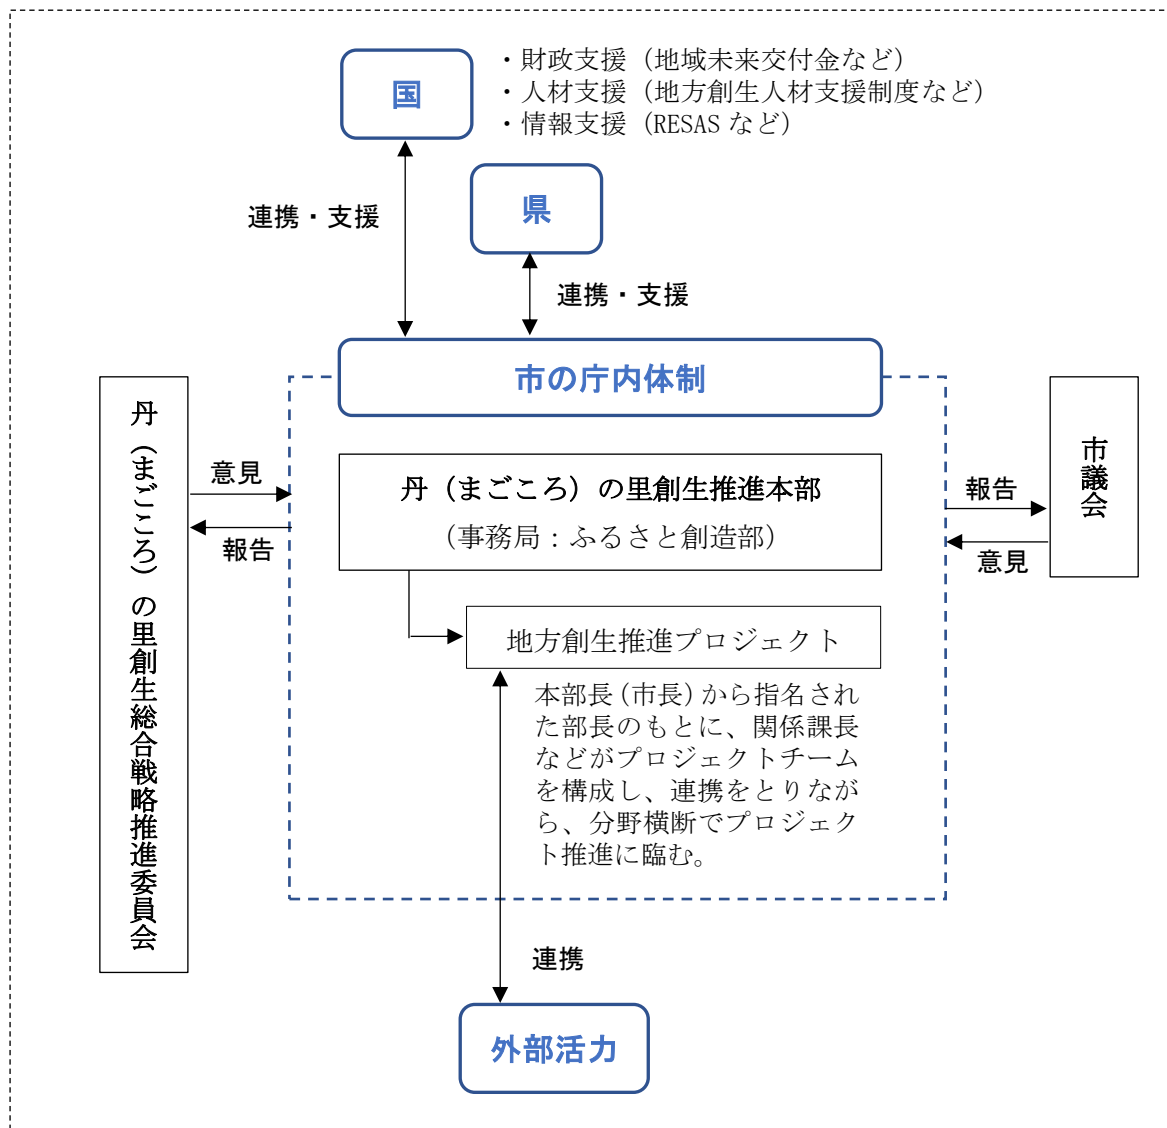 国
・財政支援（地域未来交付金など）
・人材支援（地方創生人材支援制度など）
・情報支援（RESAS など）
県
連携・支援
連携・支援
市の庁内体制
丹（まごころ）の里創生総合戦略推進委員会
意見
報告
丹（まごころ）の里創生推進本部
（事務局：ふるさと創造部）
報告
意見
市議会
地方創生推進プロジェクト
本部長(市長)から指名され
た部長のもとに、関係課長
などがプロジェクトチーム
を構成し、連携をとりなが
ら、分野横断でプロジェク
ト推進に臨む。
連携
外部活力